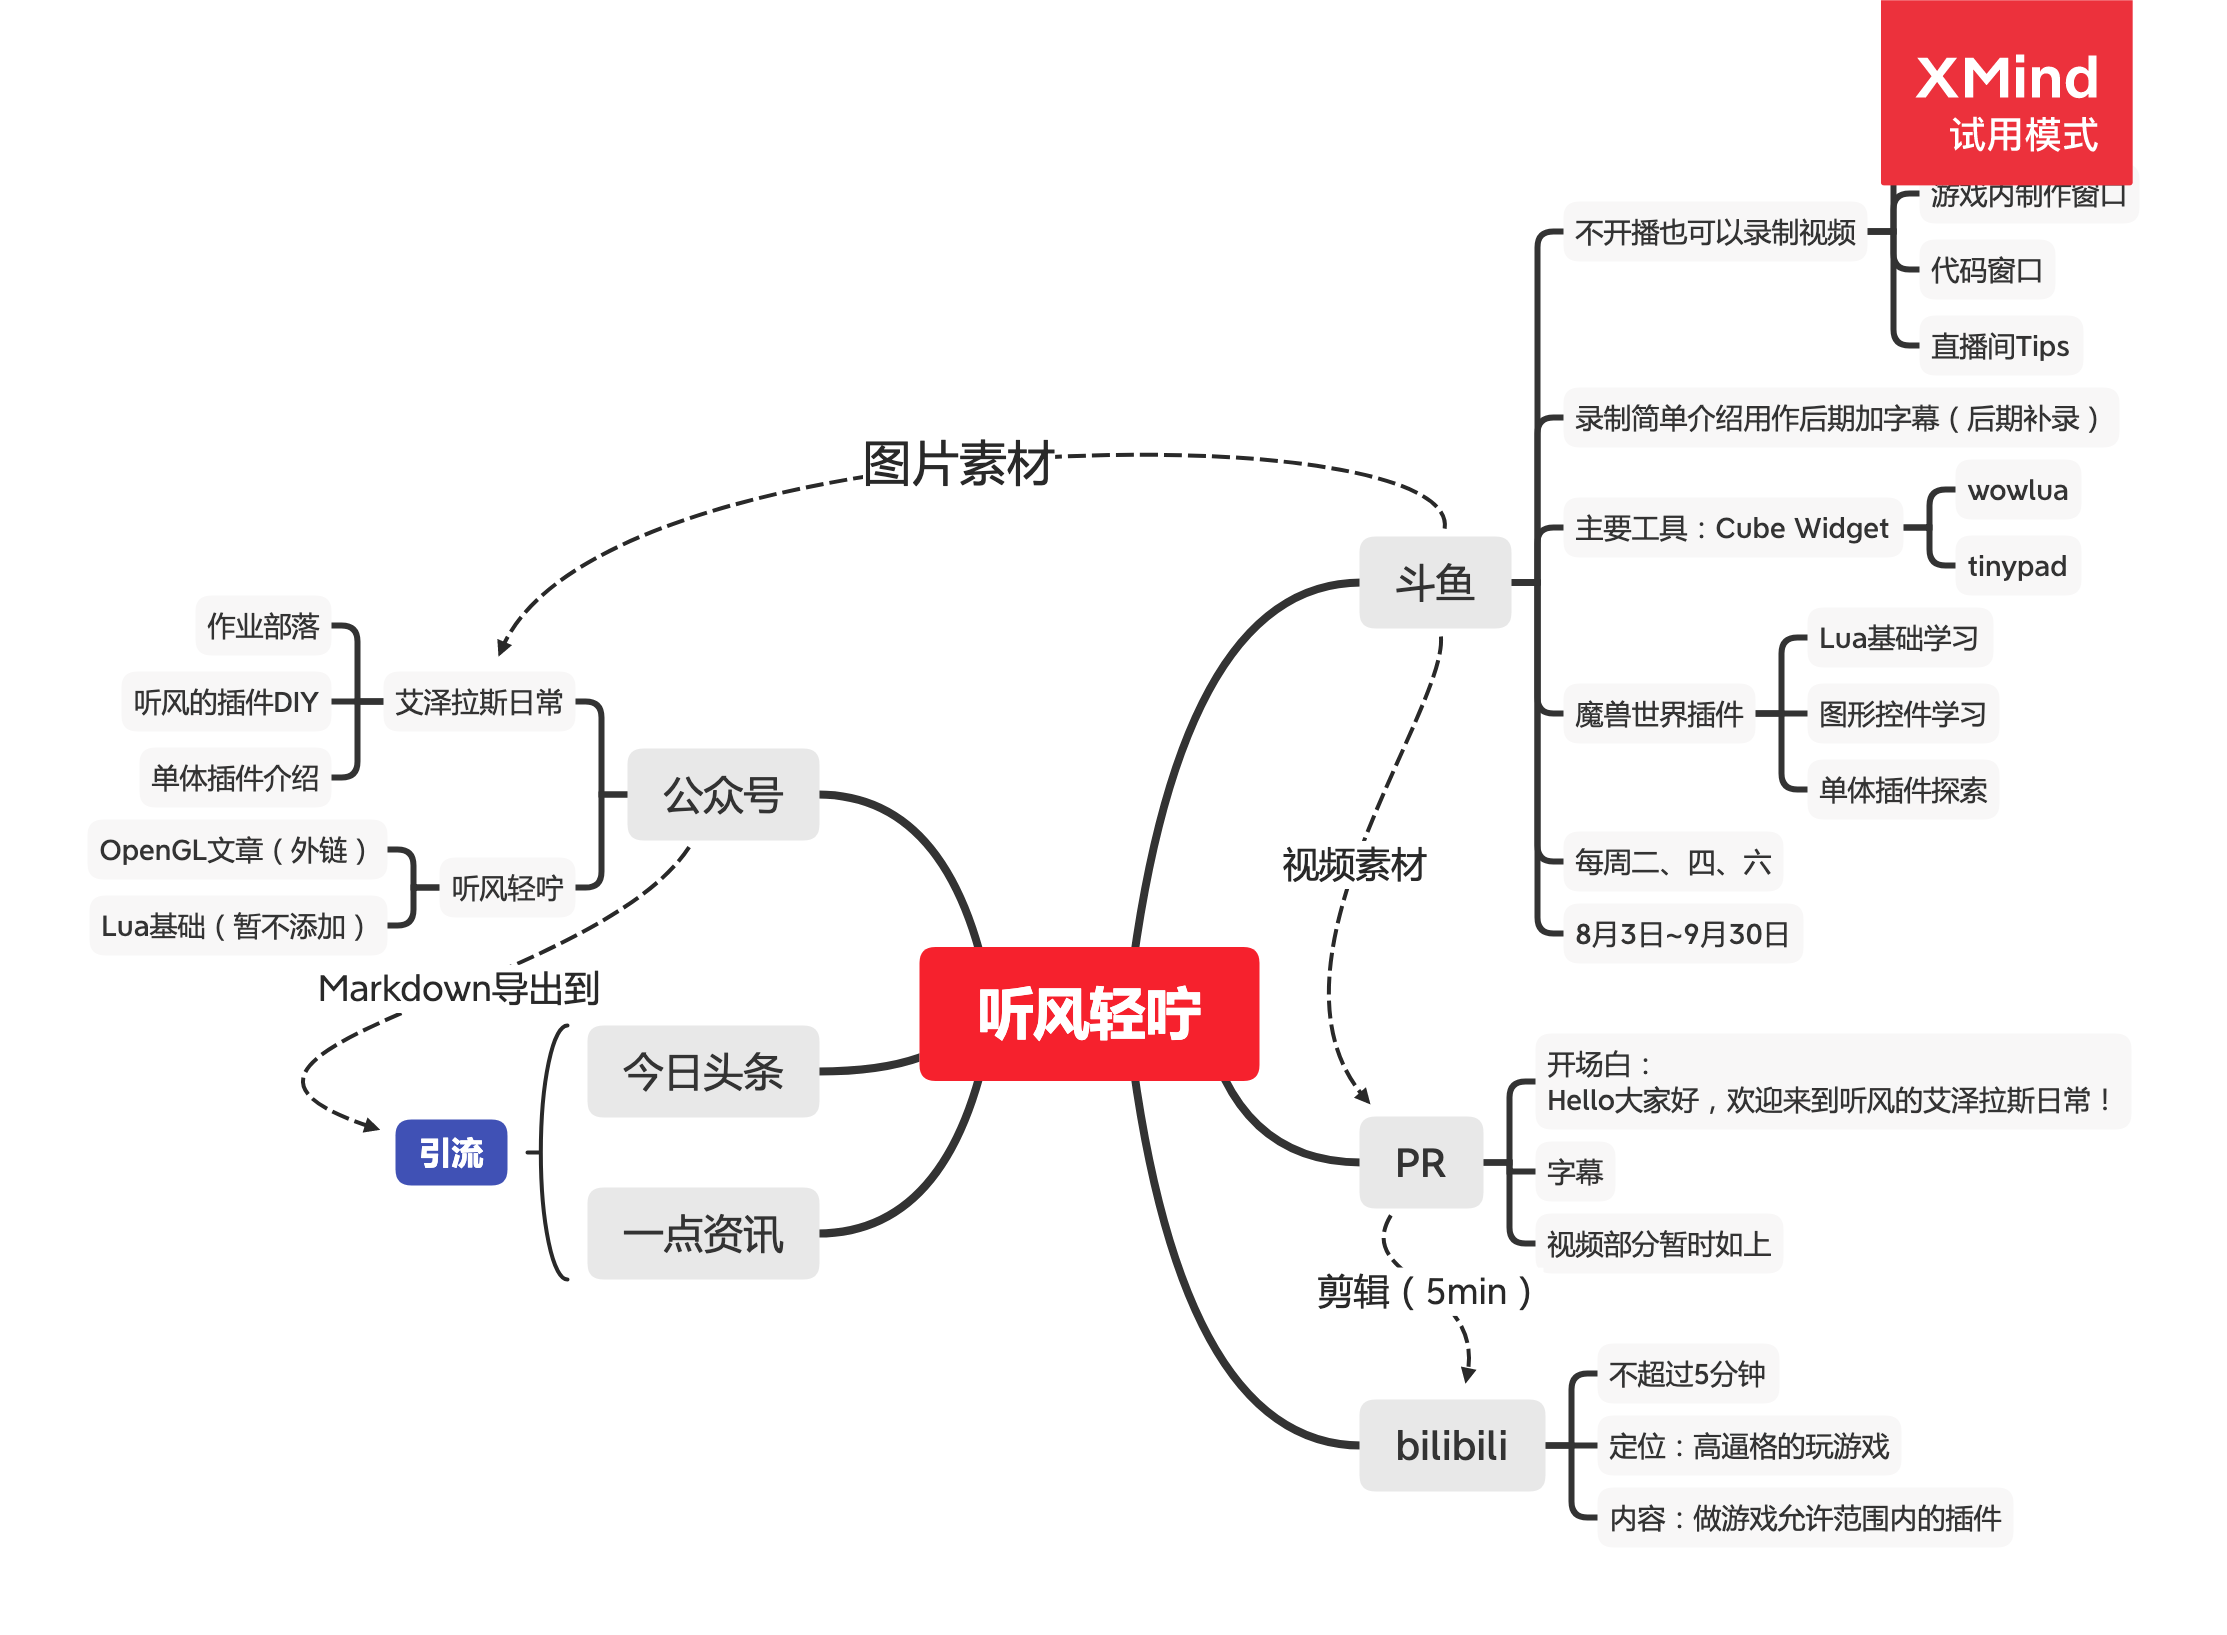 XMind
试用模式
游戏内制作窗口
不开播也可以录制视频
代码窗口
直播间Tips
录制简单介绍用作后期加字幕（后期补录）
图片素材
wowlua
主要工具：Cube Widget
tinypad
斗鱼
Lua基础学习
魔兽世界插件
图形控件学习
单体插件探索
每周二、四、六
8月3日~9月30日
作业部落
听风的插件DIY
艾泽拉斯日常
单体插件介绍
公众号
OpenGL文章（外链）
听风轻咛
Lua基础（暂不添加）
视频素材
Markdown导出到
听风轻咛
今日头条
引流
一点资讯
开场白：
Hello大家好，欢迎来到听风的艾泽拉斯日常！
PR
字幕
视频部分暂时如上
剪辑（5min）
不超过5分钟
bilibili
定位：高逼格的玩游戏
内容：做游戏允许范围内的插件